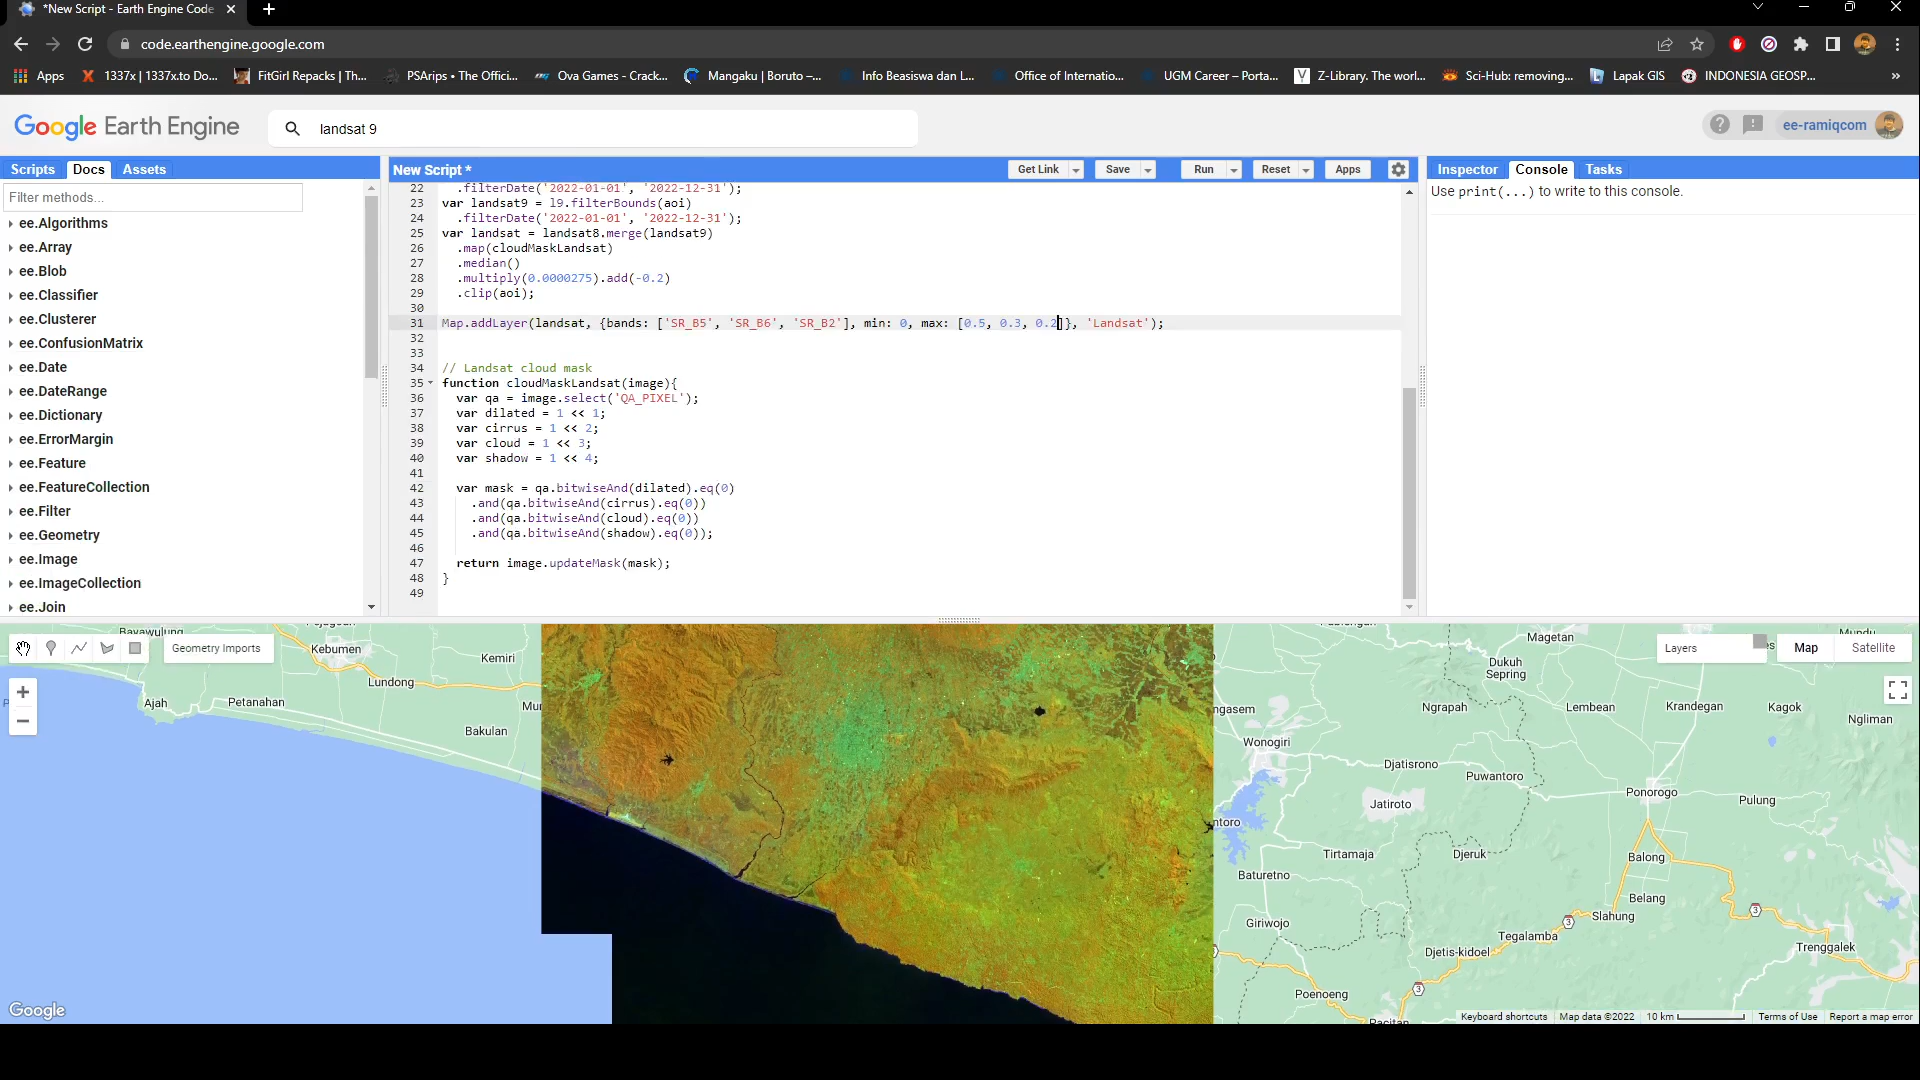 *New Script - Earth Engine Code
code.earthengine.google.com
Apps
1337x | 1337x.to Do...
FitGirl Repacks | Th...
PSArips • The Offici...
Ova Games - Crack...
Mangaku | Boruto –...
Info Beasiswa dan L...
Office of Internatio...
UGM Career – Porta...
Z-Library. The worl...
Sci-Hub: removing...
Lapak GIS
INDONESIA GEOSP...
Google Earth Engine
landsat 9
ee-ramiqcom
Scripts
Docs
Assets
New Script *
Get Link
Save
Run
Reset
Apps
Inspector
Console
Tasks
Filter methods...
ee.Algorithms
ee.Array
ee.Blob
ee.Classifier
ee.Clusterer
ee.ConfusionMatrix
ee.Date
ee.DateRange
ee.Dictionary
ee.ErrorMargin
ee.Feature
ee.FeatureCollection
ee.Filter
ee.Geometry
ee.Image
ee.ImageCollection
ee.Join
22 .filterDate('2022-01-01', '2022-12-31');
23 var landsat9 = l9.filterBounds(aoi)
24 .filterDate('2022-01-01', '2022-12-31');
25 var landsat = landsat8.merge(landsat9)
26 .map(cloudMaskLandsat)
27 .median()
28 .multiply(0.0000275).add(-0.2)
29 .clip(aoi);
30
31 Map.addLayer(landsat, {bands: ['SR_B5', 'SR_B6', 'SR_B2'], min: 0, max: [0.5, 0.3, 0.2]}, 'Landsat');
32
33
34 // Landsat cloud mask
35 function cloudMaskLandsat(image){
36 var qa = image.select('QA_PIXEL');
37 var dilated = 1 << 1;
38 var cirrus = 1 << 2;
39 var cloud = 1 << 3;
40 var shadow = 1 << 4;
41
42 var mask = qa.bitwiseAnd(dilated).eq(0)
43 .and(qa.bitwiseAnd(cirrus).eq(0))
44 .and(qa.bitwiseAnd(cloud).eq(0))
45 .and(qa.bitwiseAnd(shadow).eq(0));
46
47 return image.updateMask(mask);
48 }
49
Use print(...) to write to this console.
Geometry Imports
Layers
Map
Satellite
Kebumen
Kemiri
Lundong
Ajah
Petanahan
Bakulan
Magetan
Dukuh
Sepring
Ngrapah
Lembean
Krandegan
Kagok
Ngliman
Wonogiri
Djatisrono
Puwantoro
Ponorogo
Pulung
Jatiroto
Tirtamaja
Djeruk
Balong
Baturetno
Belang
Giriwojo
Slahung
Tegalamba
Djetis-kidoel
Trenggalek
Poenoeng
3
3
3
Google
Keyboard shortcuts
Map data ©2022
10 km
Terms of Use
Report a map error